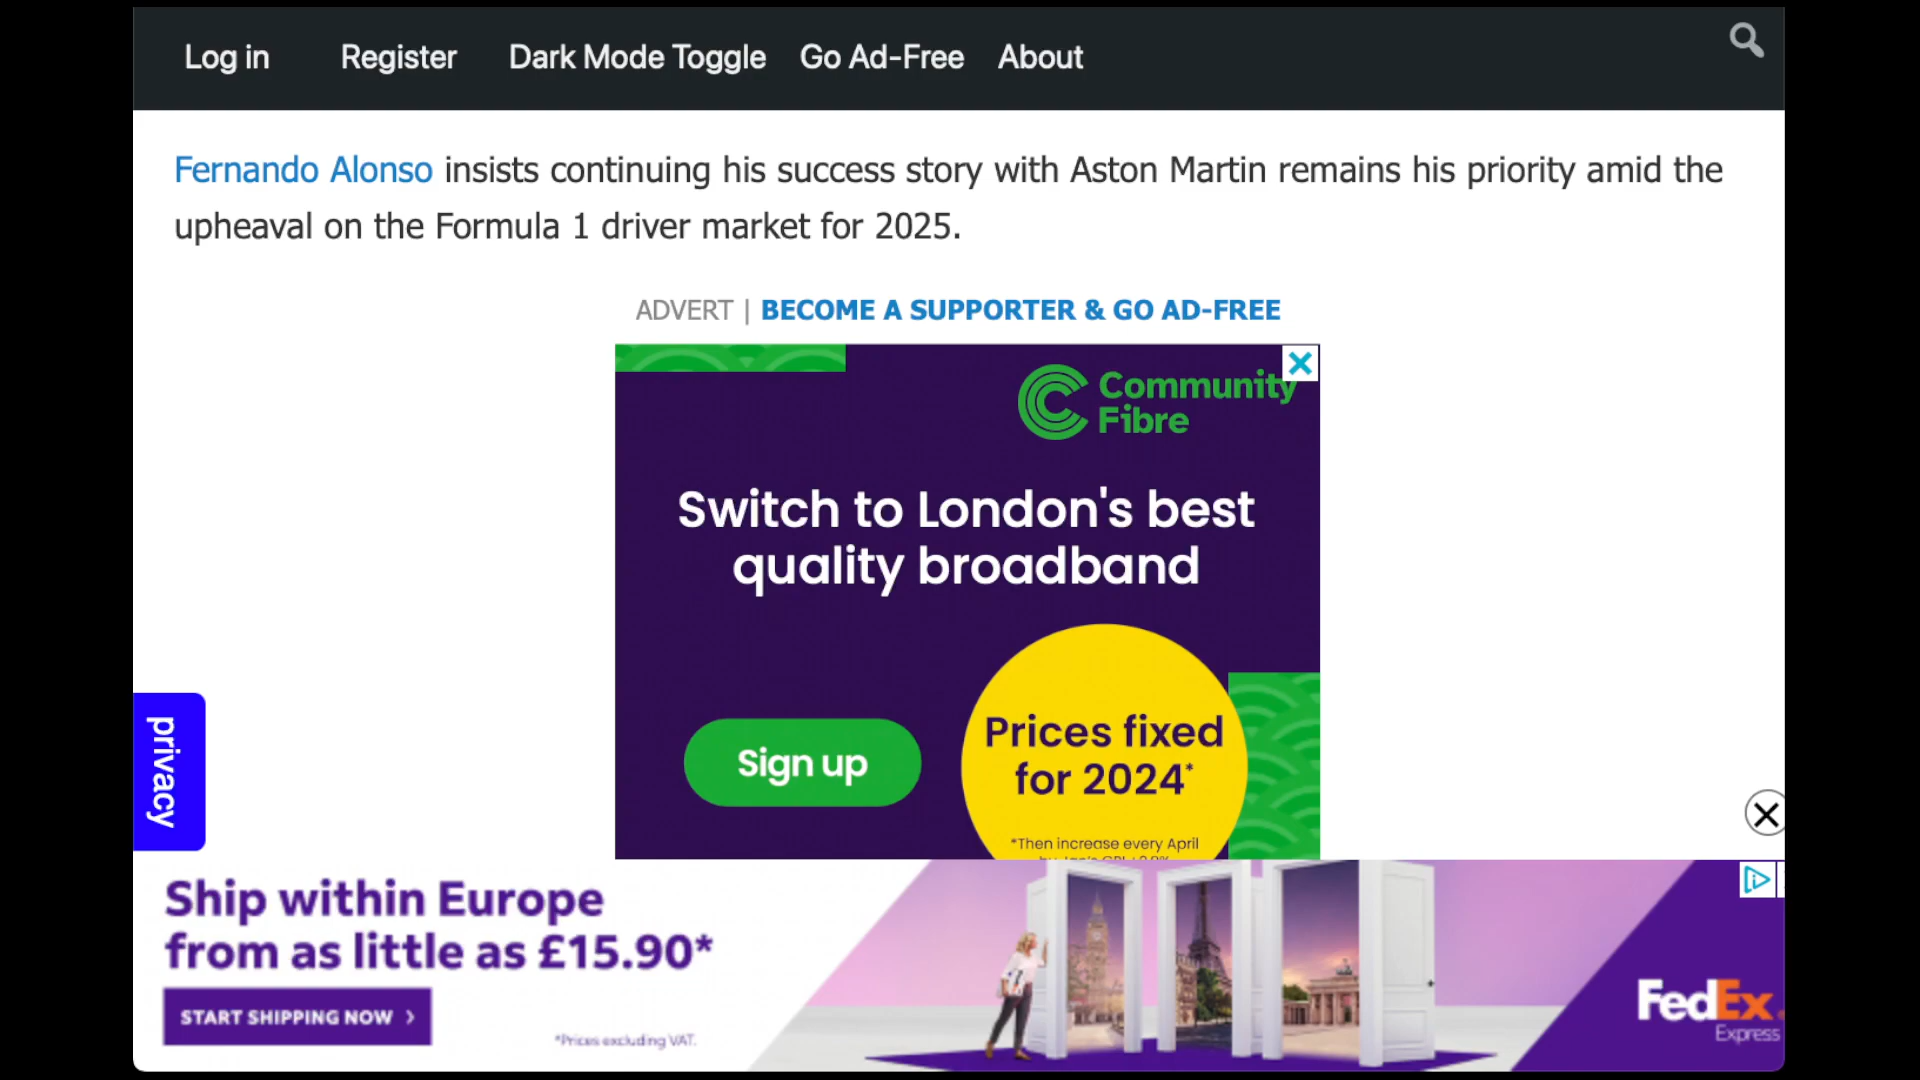 Log in Register Dark Mode Toggle Go Ad-Free About
Fernando Alonso insists continuing his success story with Aston Martin remains his priority amid the
upheaval on the Formula 1 driver market for 2025.
ADVERT | BECOME A SUPPORTER & GO AD-FREE
Community
Fibre
Switch to London's best
quality broadband
Sign up
Prices fixed
for 2024*
*Then increase every April
privacy
Ship within Europe
from as little as £15.90*
START SHIPPING NOW
*Prices excluding VAT.
FedEx
Express